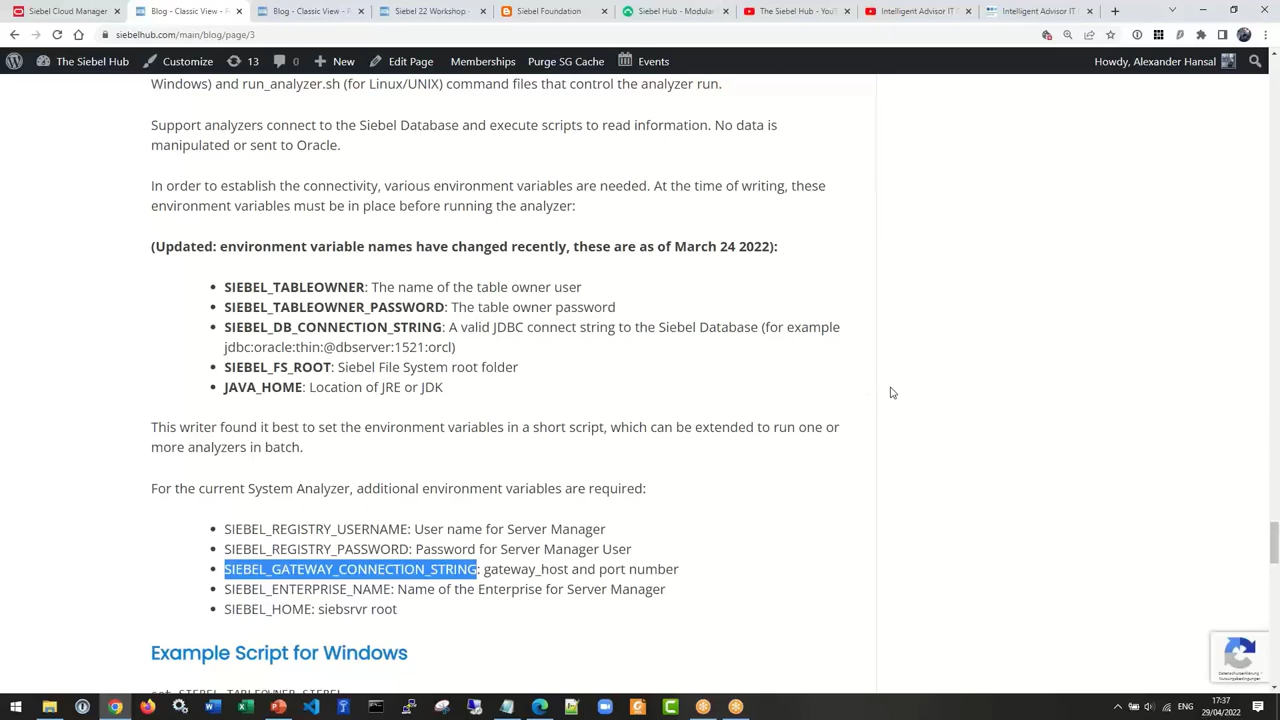 Siebel Cloud Manager
Blog - Classic View -
Blog - Classic View -
Siebel 22 Workshop -
Siebel Foundation
Siebel Hub - Modular
The Siebel Hub - YouT
Intelligent Advisor IT
Intelligent Advisor IT
siebelhub.com/main/blog/page/3
The Siebel Hub
Customize
13
0
New
Edit Page
Memberships
Purge SG Cache
Events
Howdy, Alexander Hansal
Windows) and run_analyzer.sh (for Linux/UNIX) command files that control the analyzer run.
Support analyzers connect to the Siebel Database and execute scripts to read information. No data is
manipulated or sent to Oracle.
In order to establish the connectivity, various environment variables are needed. At the time of writing, these
environment variables must be in place before running the analyzer:
(Updated: environment variable names have changed recently, these are as of March 24 2022):
SIEBEL_TABLEOWNER: The name of the table owner user
SIEBEL_TABLEOWNER_PASSWORD: The table owner password
SIEBEL_DB_CONNECTION_STRING: A valid JDBC connect string to the Siebel Database (for example
jdbc:oracle:thin:@dbserver:1521:orcl)
SIEBEL_FS_ROOT: Siebel File System root folder
JAVA_HOME: Location of JRE or JDK
This writer found it best to set the environment variables in a short script, which can be extended to run one or
more analyzers in batch.
For the current System Analyzer, additional environment variables are required:
SIEBEL_REGISTRY_USERNAME: User name for Server Manager
SIEBEL_REGISTRY_PASSWORD: Password for Server Manager User
SIEBEL_GATEWAY_CONNECTION_STRING: gateway_host and port number
SIEBEL_ENTERPRISE_NAME: Name of the Enterprise for Server Manager
SIEBEL_HOME: siebsrvr root
Example Script for Windows
set SIEBEL_TABLEOWNER=SIEBEL
Datenschutzerklärung -
Nutzungsbedingungen
ENG
17:37
29/04/2022